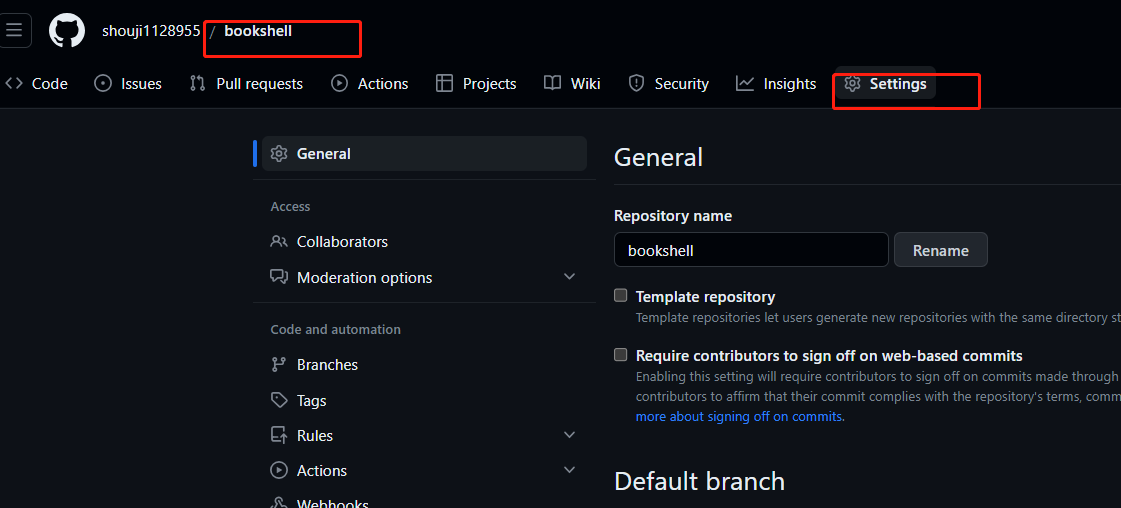 shouji1128955 / bookshell
Code Issues Pull requests Actions Projects Wiki Security Insights Settings
General
Access
Collaborators
Moderation options
Code and automation
Branches
Tags
Rules
Actions
Webhooks
General
Repository name
bookshell Rename
Template repository
Template repositories let users generate new repositories with the same directory st
Require contributors to sign off on web-based commits
Enabling this setting will require contributors to sign off on commits made through
contributors to affirm that their commit complies with the repository's terms, comm
more about signing off on commits.
Default branch